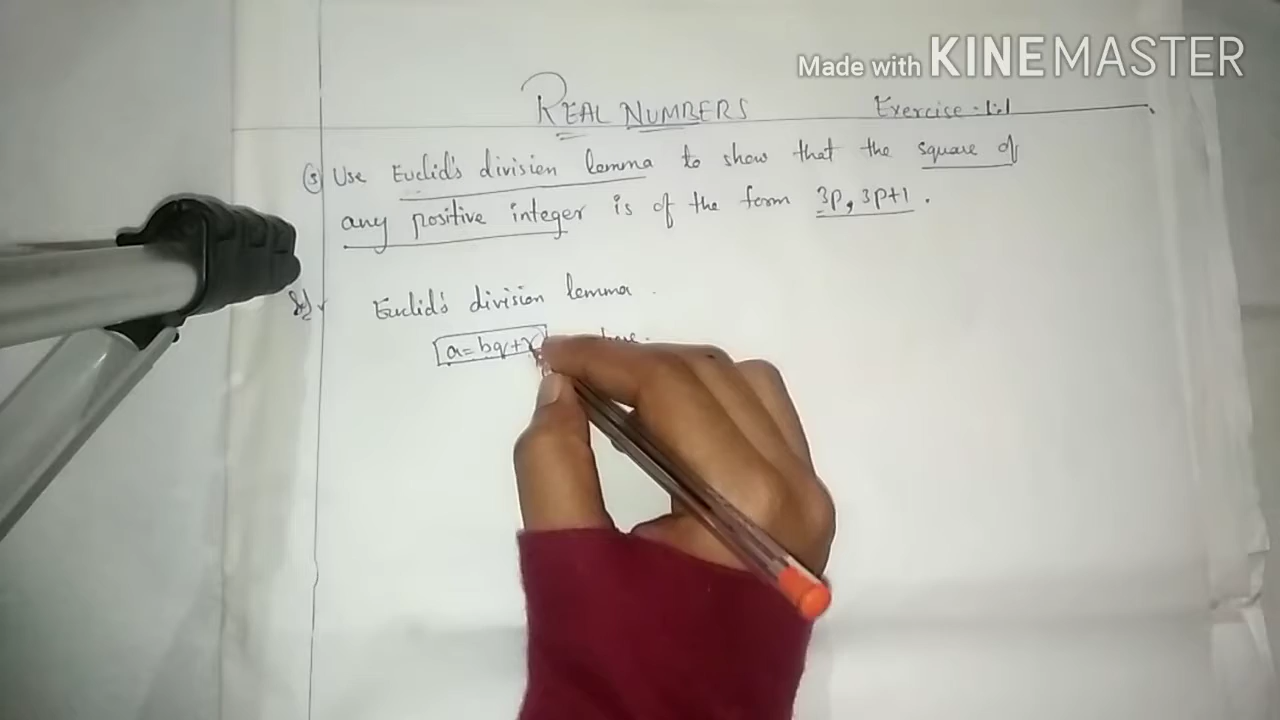 Made with KINEMASTER
REAL NUMBERS Exercise - 1.1
③ Use Euclid's division lemma to show that the square of
any positive integer is of the form 3p, 3p+1.
Sol Euclid's division lemma.
a = bq + r